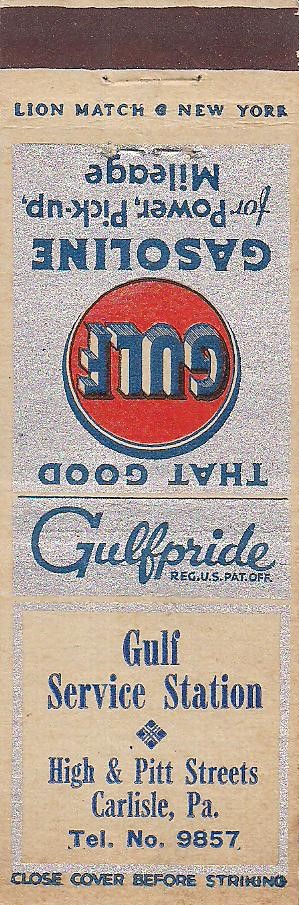 LION MATCH © NEW YORK
THAT GOOD
GULF
GASOLINE
for Power, Pick-up,
Mileage
Gulfpride
REG. U.S. PAT. OFF.
Gulf
Service Station
High & Pitt Streets
Carlisle, Pa.
Tel. No. 9857
CLOSE COVER BEFORE STRIKING